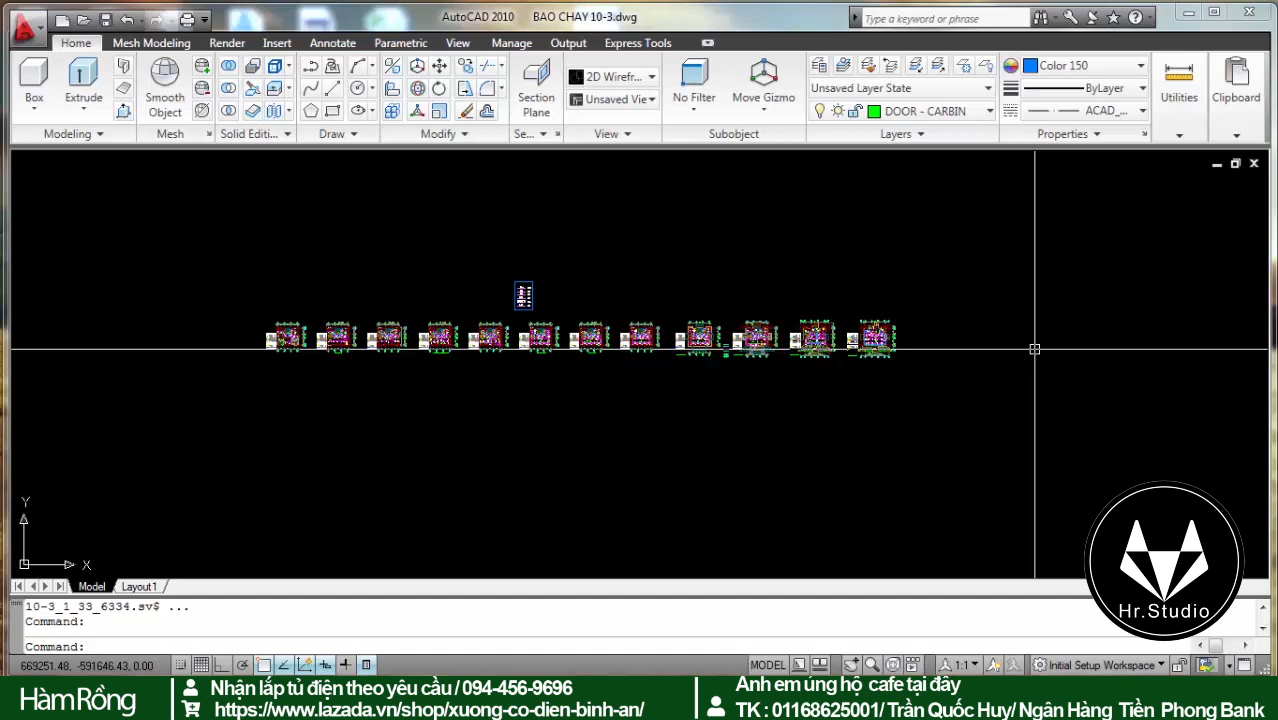 AutoCAD 2010 BAO CHAY 10-3.dwg
Type a keyword or phrase
Home Mesh Modeling Render Insert Annotate Parametric View Manage Output Express Tools
Box Extrude Smooth Object Section Plane No Filter Move Gizmo Utilities Clipboard
2D Wirefr...
Unsaved Vie
Unsaved Layer State
DOOR - CARBIN
Color 150
ByLayer
ACAD_...
Modeling Mesh Solid Editi... Draw Modify Se... View Subobject Layers Properties
Y
X
Model Layout1
10-3_1_33_6334.sv$ ...
Command:
Command:
669251.48, -591646.43, 0.00 MODEL 1:1 Initial Setup Workspace
Hr.Studio
HàmRồng
Nhận lắp tủ điện theo yêu cầu / 094-456-9696
https://www.lazada.vn/shop/xuong-co-dien-binh-an/
Anh em úng hộ cafe tại đây
TK : 01168625001/ Trần Quốc Huy/ Ngân Hàng Tiền Phong Bank